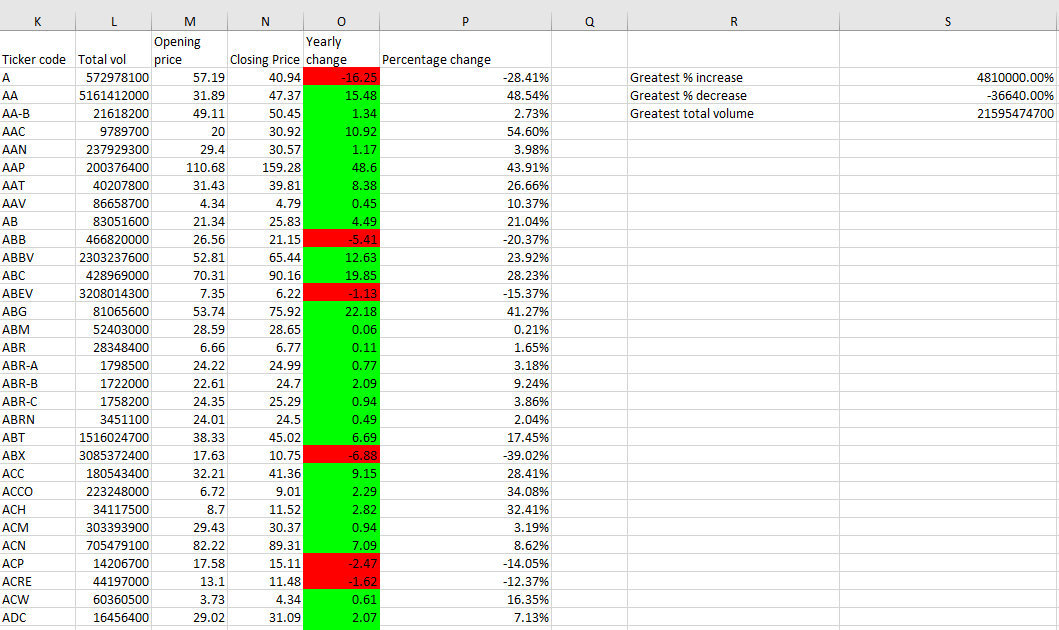 K L M N O P Q R S
Ticker code Total vol Opening price Closing Price Yearly change Percentage change
A 572978100 57.19 40.94 -16.25 -28.41% Greatest % increase 4810000.00%
AA 5161412000 31.89 47.37 15.48 48.54% Greatest % decrease -36640.00%
AA-B 21618200 49.11 50.45 1.34 2.73% Greatest total volume 21595474700
AAC 9789700 20 30.92 10.92 54.60%
AAN 237929300 29.4 30.57 1.17 3.98%
AAP 200376400 110.68 159.28 48.6 43.91%
AAT 40207800 31.43 39.81 8.38 26.66%
AAV 86658700 4.34 4.79 0.45 10.37%
AB 83051600 21.34 25.83 4.49 21.04%
ABB 466820000 26.56 21.15 -5.41 -20.37%
ABBV 2303237600 52.81 65.44 12.63 23.92%
ABC 428969000 70.31 90.16 19.85 28.23%
ABEV 3208014300 7.35 6.22 -1.13 -15.37%
ABG 81065600 53.74 75.92 22.18 41.27%
ABM 52403000 28.59 28.65 0.06 0.21%
ABR 28348400 6.66 6.77 0.11 1.65%
ABR-A 1798500 24.22 24.99 0.77 3.18%
ABR-B 1722000 22.61 24.7 2.09 9.24%
ABR-C 1758200 24.35 25.29 0.94 3.86%
ABRN 3451100 24.01 24.5 0.49 2.04%
ABT 1516024700 38.33 45.02 6.69 17.45%
ABX 3085372400 17.63 10.75 -6.88 -39.02%
ACC 180543400 32.21 41.36 9.15 28.41%
ACCO 223248000 6.72 9.01 2.29 34.08%
ACH 34117500 8.7 11.52 2.82 32.41%
ACM 303393900 29.43 30.37 0.94 3.19%
ACN 705479100 82.22 89.31 7.09 8.62%
ACP 14206700 17.58 15.11 -2.47 -14.05%
ACRE 44197000 13.1 11.48 -1.62 -12.37%
ACW 60360500 3.73 4.34 0.61 16.35%
ADC 16456400 29.02 31.09 2.07 7.13%